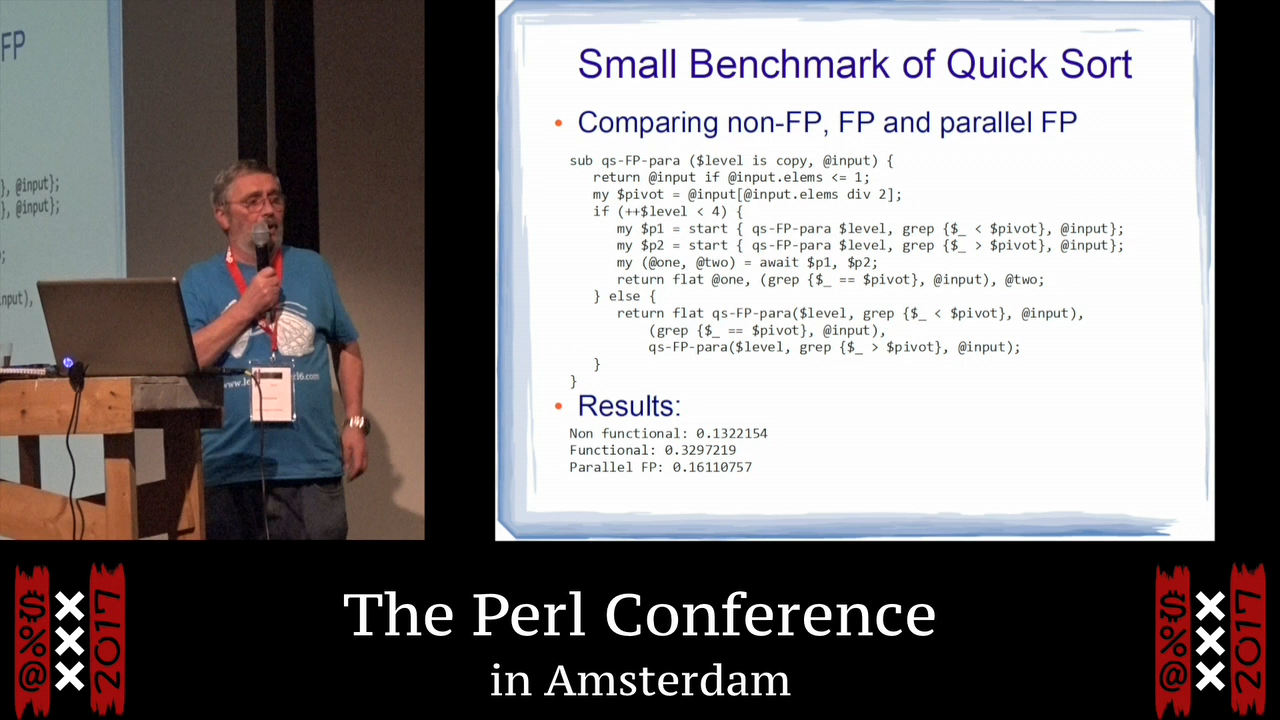 FP
}, @input};
}, @input};
input),
Small Benchmark of Quick Sort
• Comparing non-FP, FP and parallel FP
sub qs-FP-para ($level is copy, @input) {
return @input if @input.elems <= 1;
my $pivot = @input[@input.elems div 2];
if (++$level < 4) {
my $p1 = start { qs-FP-para $level, grep {$_ < $pivot}, @input};
my $p2 = start { qs-FP-para $level, grep {$_ > $pivot}, @input};
my (@one, @two) = await $p1, $p2;
return flat @one, (grep {$_ == $pivot}, @input), @two;
} else {
return flat qs-FP-para($level, grep {$_ < $pivot}, @input),
(grep {$_ == $pivot}, @input),
qs-FP-para($level, grep {$_ > $pivot}, @input);
}
}
• Results:
Non functional: 0.1322154
Functional: 0.3297219
Parallel FP: 0.16110757
The Perl Conference
in Amsterdam
$%@
XXX
2017
$%@
XXX
2017